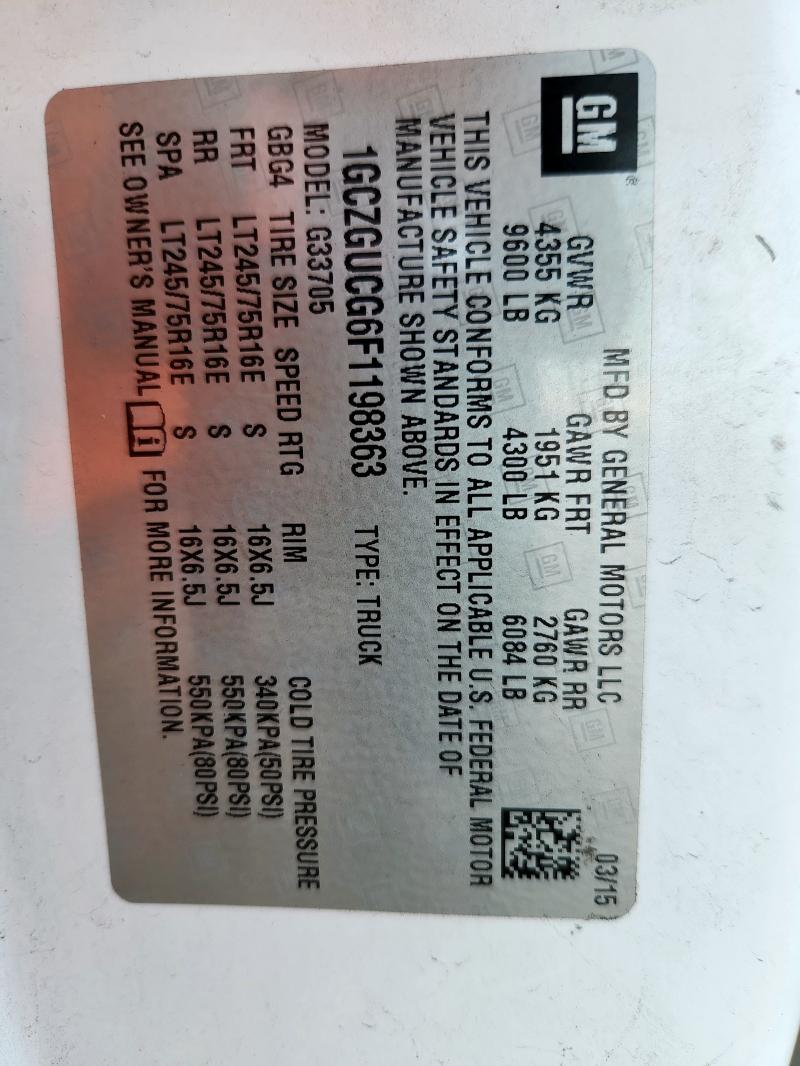 GM
MFD BY GENERAL MOTORS LLC 03/15
GVWR GAWR FRT GAWR RR
4355 KG 1951 KG 2760 KG
9600 LB 4300 LB 6084 LB
THIS VEHICLE CONFORMS TO ALL APPLICABLE U.S. FEDERAL MOTOR
VEHICLE SAFETY STANDARDS IN EFFECT ON THE DATE OF
MANUFACTURE SHOWN ABOVE.
1GCZGUCG6F1198363 TYPE: TRUCK
MODEL: G33705
GBG4 TIRE SIZE SPEED RTG RIM COLD TIRE PRESSURE
FRT LT245/75R16E S 16X6.5J 340KPA(50PSI)
RR LT245/75R16E S 16X6.5J 550KPA(80PSI)
SPA LT245/75R16E S 16X6.5J 550KPA(80PSI)
SEE OWNER'S MANUAL FOR MORE INFORMATION.